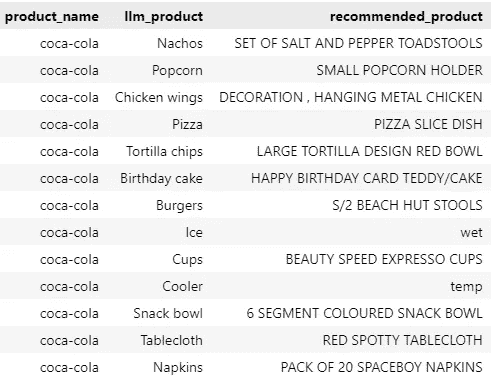 product_name llm_product recommended_product
coca-cola Nachos SET OF SALT AND PEPPER TOADSTOOLS
coca-cola Popcorn SMALL POPCORN HOLDER
coca-cola Chicken wings DECORATION , HANGING METAL CHICKEN
coca-cola Pizza PIZZA SLICE DISH
coca-cola Tortilla chips LARGE TORTILLA DESIGN RED BOWL
coca-cola Birthday cake HAPPY BIRTHDAY CARD TEDDY/CAKE
coca-cola Burgers S/2 BEACH HUT STOOLS
coca-cola Ice wet
coca-cola Cups BEAUTY SPEED EXPRESSO CUPS
coca-cola Cooler temp
coca-cola Snack bowl 6 SEGMENT COLOURED SNACK BOWL
coca-cola Tablecloth RED SPOTTY TABLECLOTH
coca-cola Napkins PACK OF 20 SPACEBOY NAPKINS